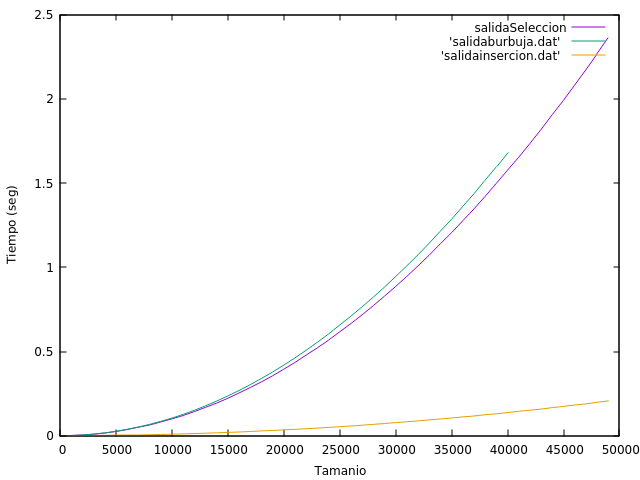 2.5
2
1.5
1
0.5
0
Tiempo (seg)
salidaSeleccion
'salidaburbuja.dat'
'salidainsercion.dat'
0 5000 10000 15000 20000 25000 30000 35000 40000 45000 50000
Tamanio